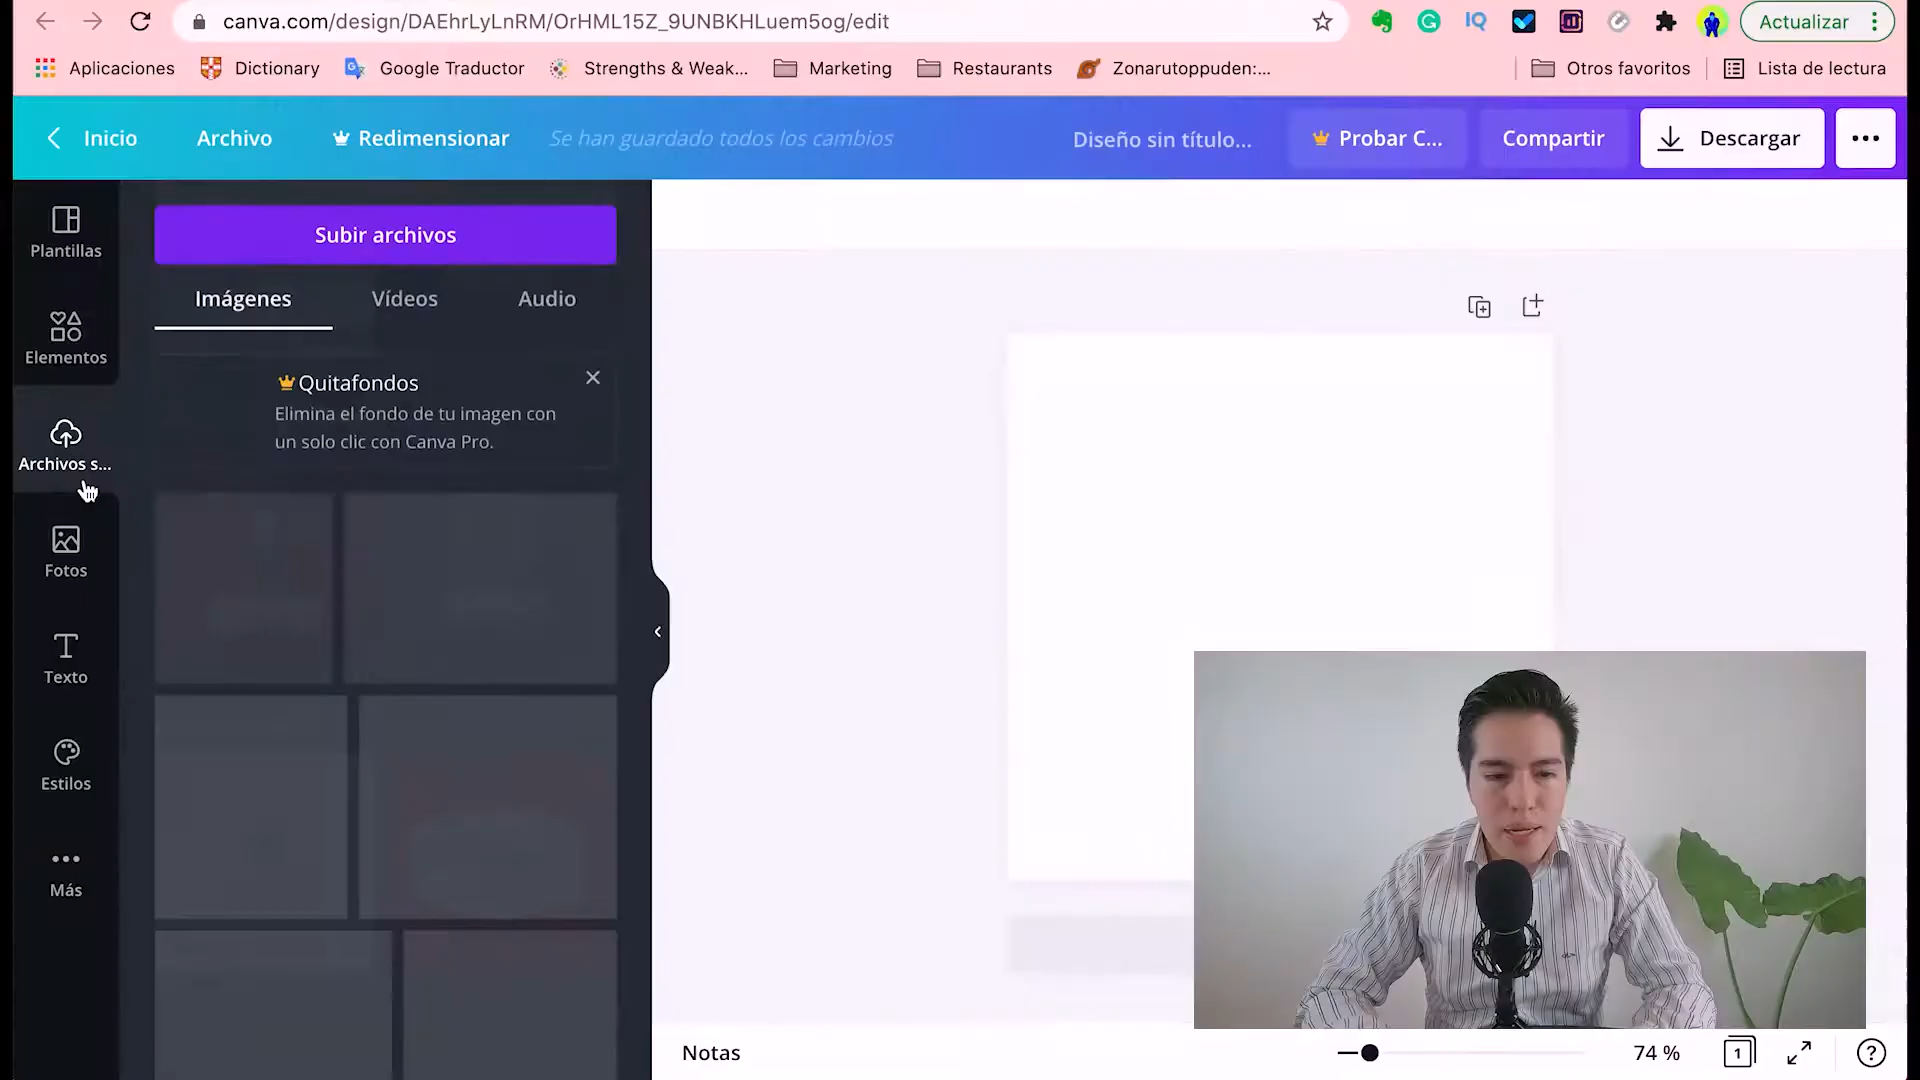 canva.com/design/DAEhrLyLnRM/OrHML15Z_9UNBKHLuem5og/edit
Actualizar
Aplicaciones
Dictionary
Google Traductor
Strengths & Weak...
Marketing
Restaurants
Zonarutoppuden:...
Otros favoritos
Lista de lectura
Inicio
Archivo
Redimensionar
Se han guardado todos los cambios
Diseño sin título...
Probar C...
Compartir
Descargar
Plantillas
Elementos
Archivos s...
Fotos
Texto
Estilos
Más
Subir archivos
Imágenes
Vídeos
Audio
Quitafondos
Elimina el fondo de tu imagen con
un solo clic con Canva Pro.
Notas
74 %
1